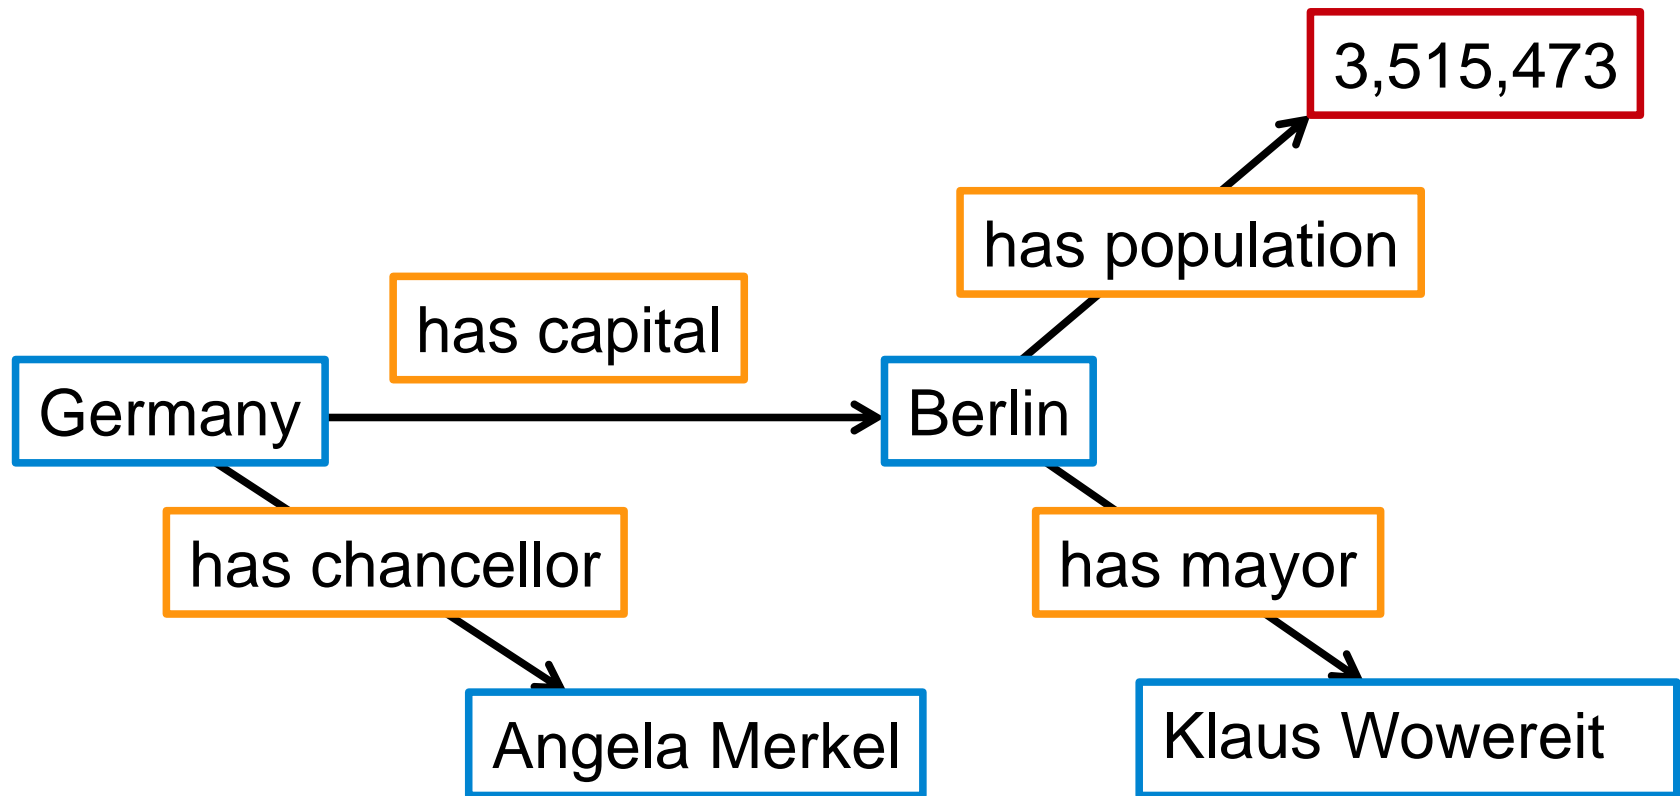 3,515,473
has population
has capital
Germany
Berlin
has chancellor
has mayor
Angela Merkel
Klaus Wowereit